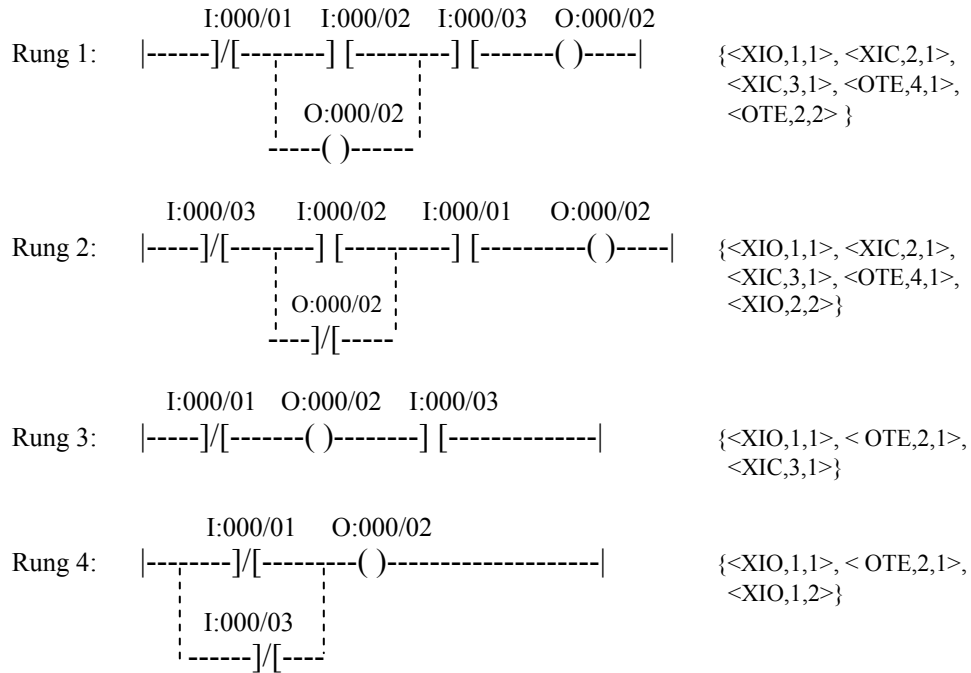 I:000/01 I:000/02 I:000/03 O:000/02
Rung 1: |------]/[---------] [----------] [-------( )-----| {<XIO,1,1>, <XIC,2,1>,
<XIC,3,1>, <OTE,4,1>,
O:000/02 <OTE,2,2> }
-----( )------
I:000/03 I:000/02 I:000/01 O:000/02
Rung 2: |-----]/[--------] [----------] [----------( )-----| {<XIO,1,1>, <XIC,2,1>,
<XIC,3,1>, <OTE,4,1>,
O:000/02 <XIO,2,2>}
----]/[-----
I:000/01 O:000/02 I:000/03
Rung 3: |-----]/[-------( )--------] [--------------| {<XIO,1,1>, < OTE,2,1>,
<XIC,3,1>}
I:000/01 O:000/02
Rung 4: |--------]/[---------( )--------------------| {<XIO,1,1>, < OTE,2,1>,
<XIO,1,2>}
I:000/03
------]/[----